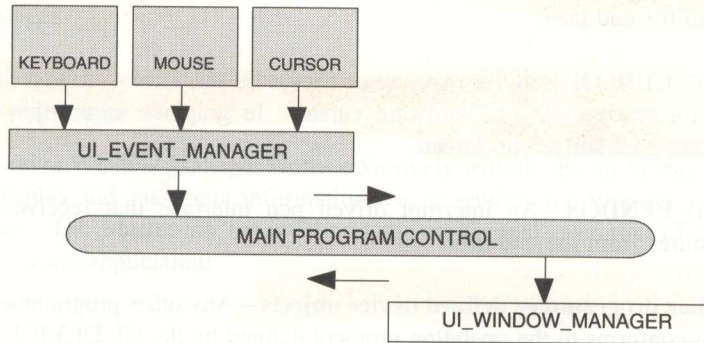 KEYBOARD MOUSE CURSOR
UI_EVENT_MANAGER
MAIN PROGRAM CONTROL
UI_WINDOW_MANAGER